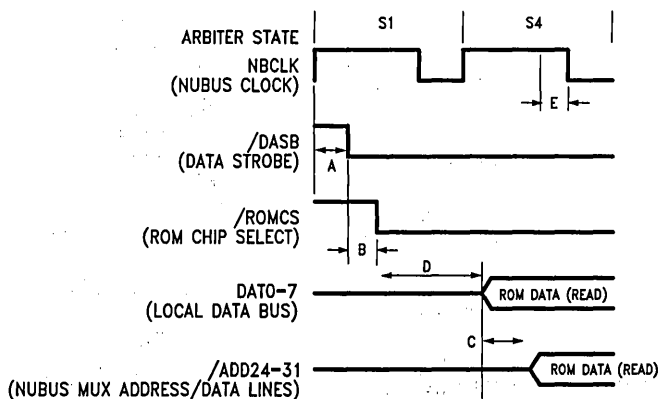 S1 S4
ARBITER STATE
NBCLK
(NUBUS CLOCK)
E
/DASB
(DATA STROBE)
A
/ROMCS
(ROM CHIP SELECT)
B
D
DAT0-7
(LOCAL DATA BUS)
ROM DATA (READ)
C
/ADD24-31
(NUBUS MUX ADDRESS/DATA LINES)
ROM DATA (READ)